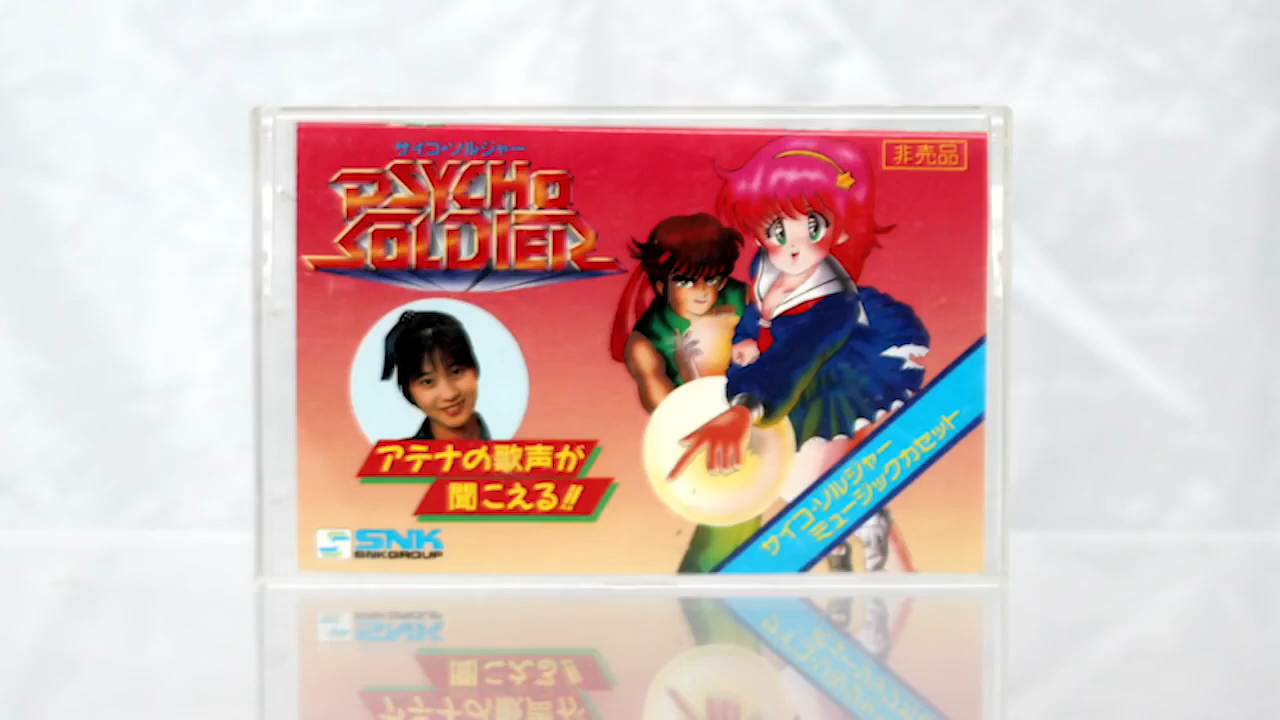 サイコ・ソルジャー
PSYCHO
SOLDIER
非売品
アテナの歌声が
聞こえる!!
サイコ・ソルジャー
ミュージックカセット
SNK
SNK GROUP